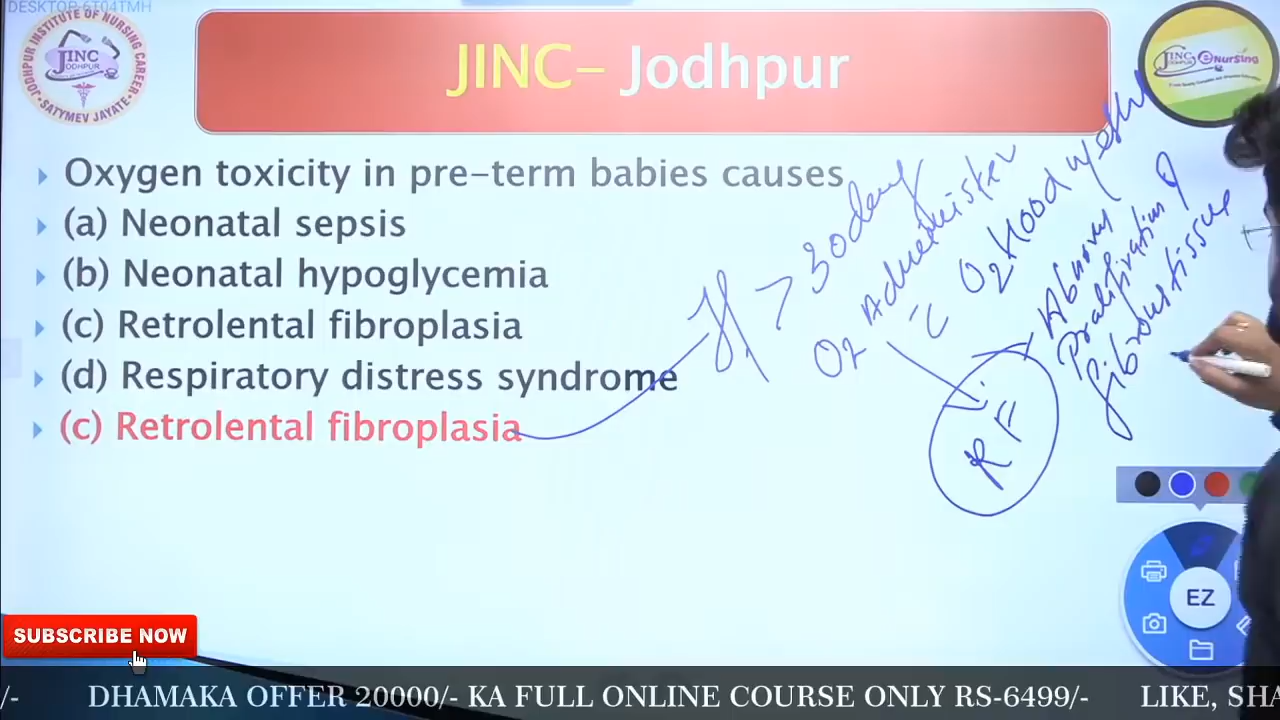 DESKTOP-6T04TMH
JODHPUR INSTITUTE OF NURSING CAREER
JINC
JODHPUR
SATYMEV JAYATE
JINC- Jodhpur
JINC eNursing
Oxygen toxicity in pre-term babies causes
(a) Neonatal sepsis
(b) Neonatal hypoglycemia
(c) Retrolental fibroplasia
(d) Respiratory distress syndrome
(c) Retrolental fibroplasia
If > 30 days
O2 Administer
O2 Hood
RF
fibrous tissue
EZ
SUBSCRIBE NOW
/- DHAMAKA OFFER 20000/- KA FULL ONLINE COURSE ONLY RS-6499/- LIKE, SHA